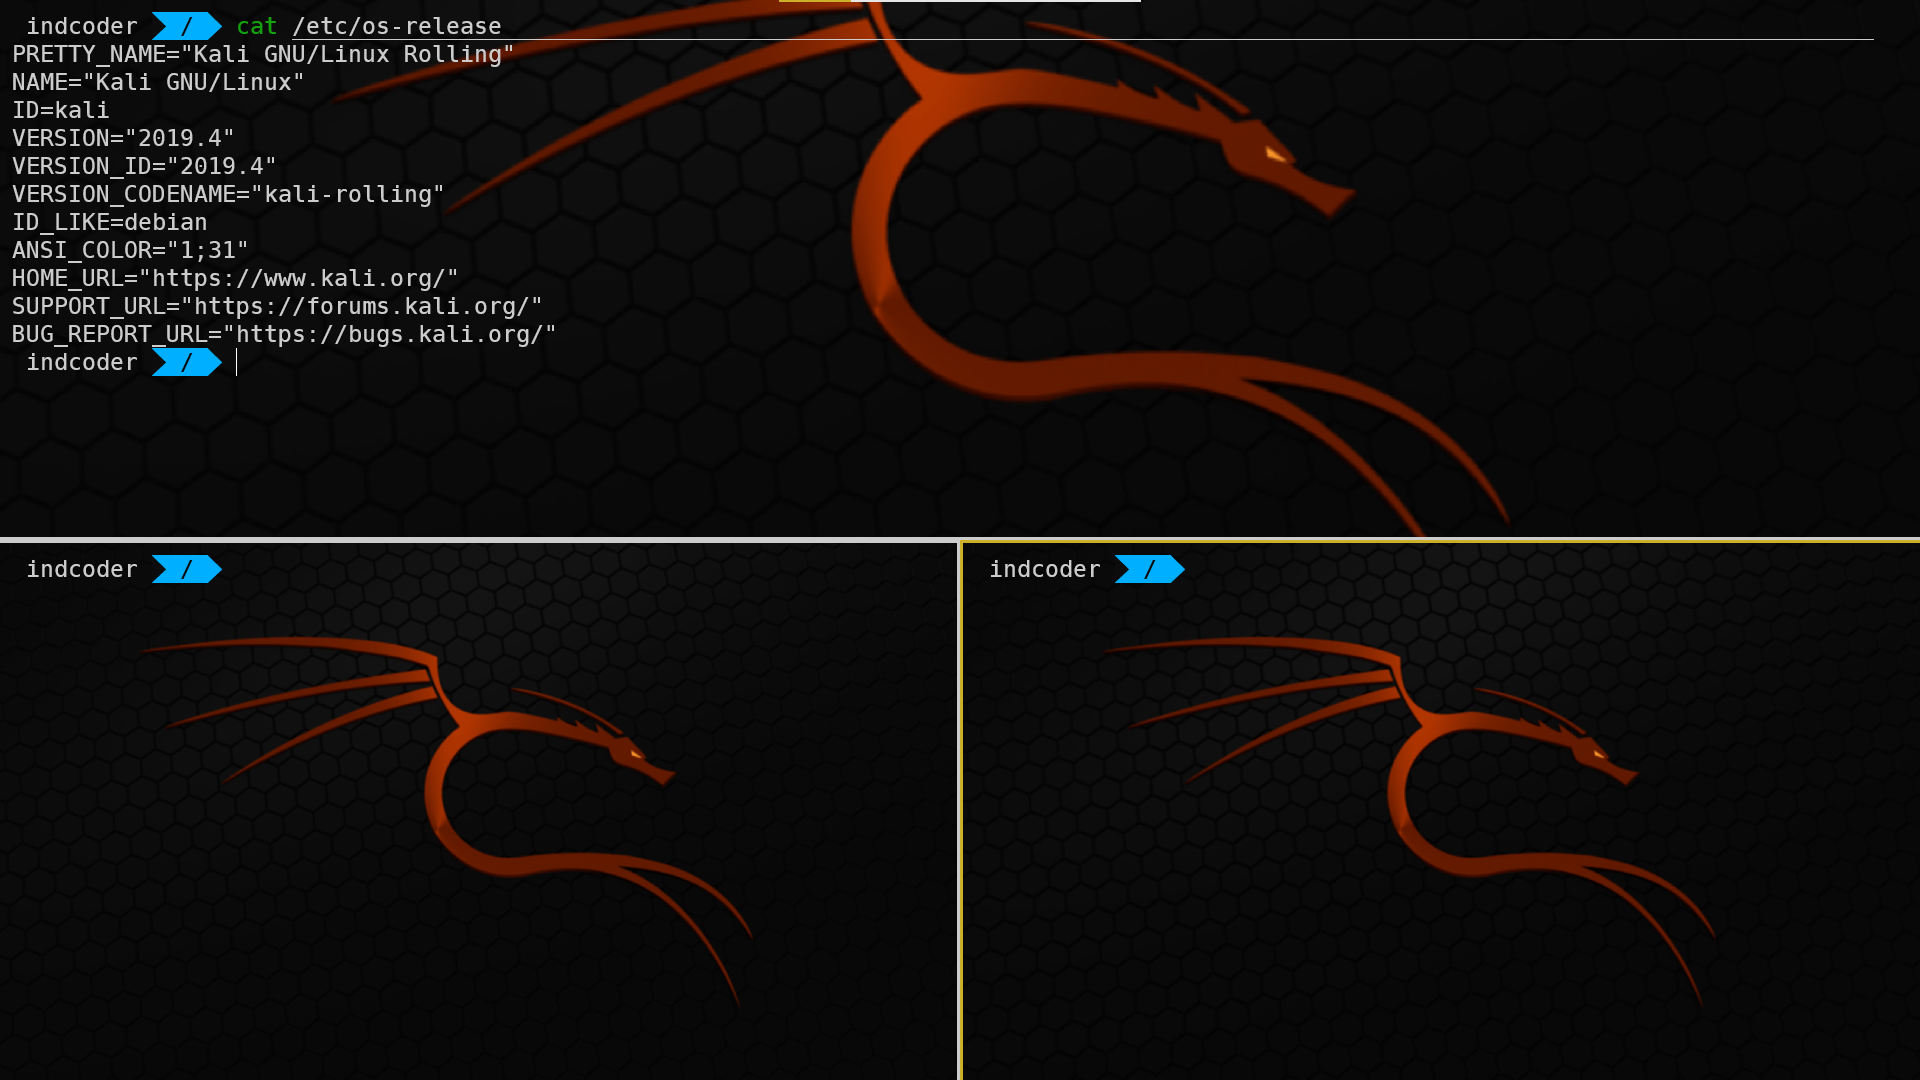 indcoder / cat /etc/os-release
PRETTY_NAME="Kali GNU/Linux Rolling"
NAME="Kali GNU/Linux"
ID=kali
VERSION="2019.4"
VERSION_ID="2019.4"
VERSION_CODENAME="kali-rolling"
ID_LIKE=debian
ANSI_COLOR="1;31"
HOME_URL="https://www.kali.org/"
SUPPORT_URL="https://forums.kali.org/"
BUG_REPORT_URL="https://bugs.kali.org/"
indcoder /
indcoder /
indcoder /